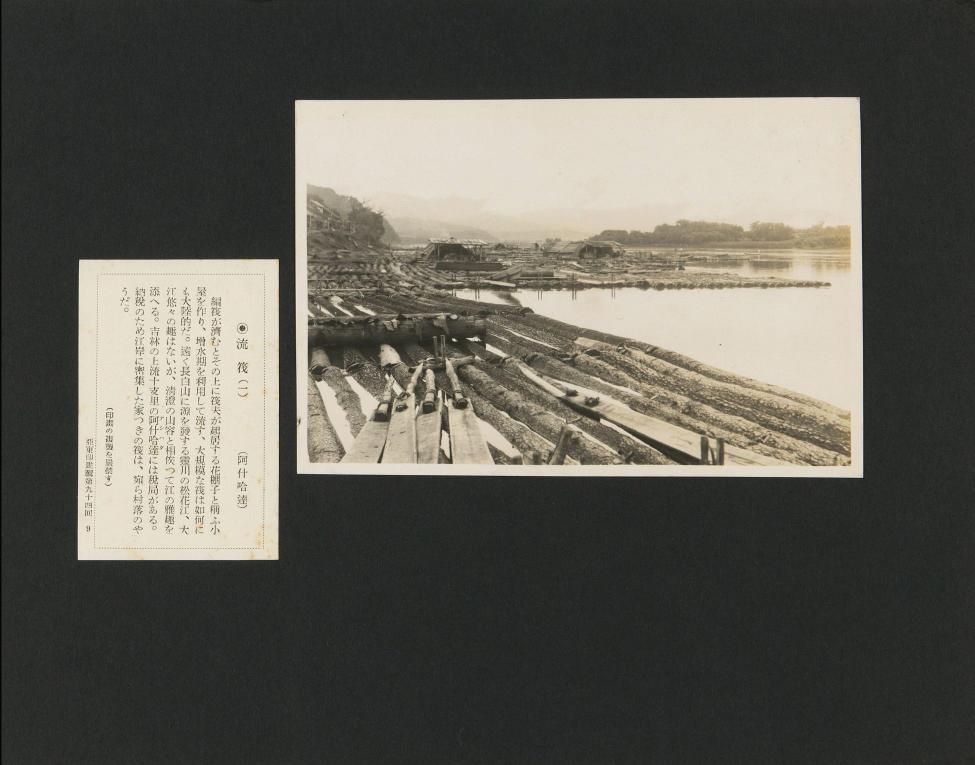 ◉流筏（一）　（阿什哈達）
編筏が濟むとその上に筏夫が起居する花棚子と稱ふ小
屋を作り、增水期を利用して流す、大規模な筏は如何に
も大陸的だ。遠く長白山に源を發する靈川の松花江、大
江悠々の趣はないが、淸澄の山容と相俟つて江の雅趣を
添へる。吉林の上流十支里の阿什哈達には稅局がある。
納稅のため江岸に密集した家つきの筏は、宛ら村落のや
うだ。
（印畫の複製を嚴禁す）
亞東印畫輯第九十四回　9